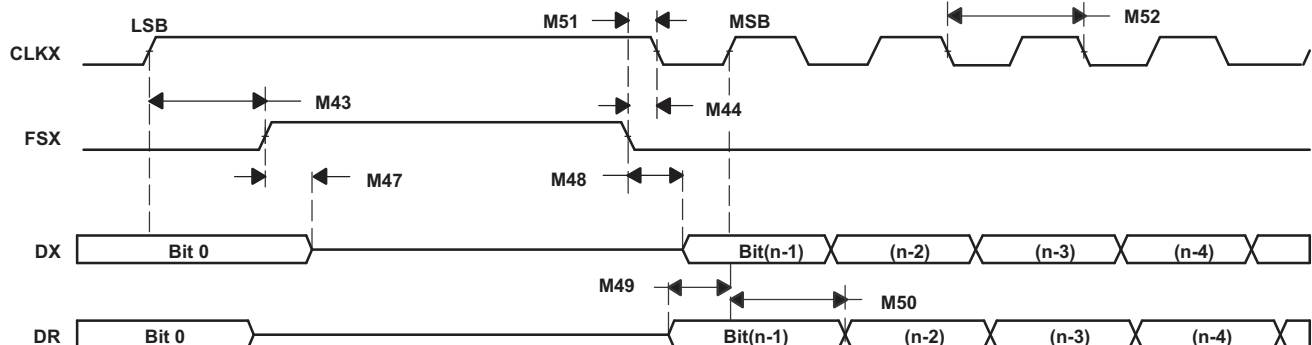 LSB M51 MSB M52
CLKX
M43 M44
FSX
M47 M48
DX Bit 0 Bit(n-1) (n-2) (n-3) (n-4)
M49 M50
DR Bit 0 Bit(n-1) (n-2) (n-3) (n-4)